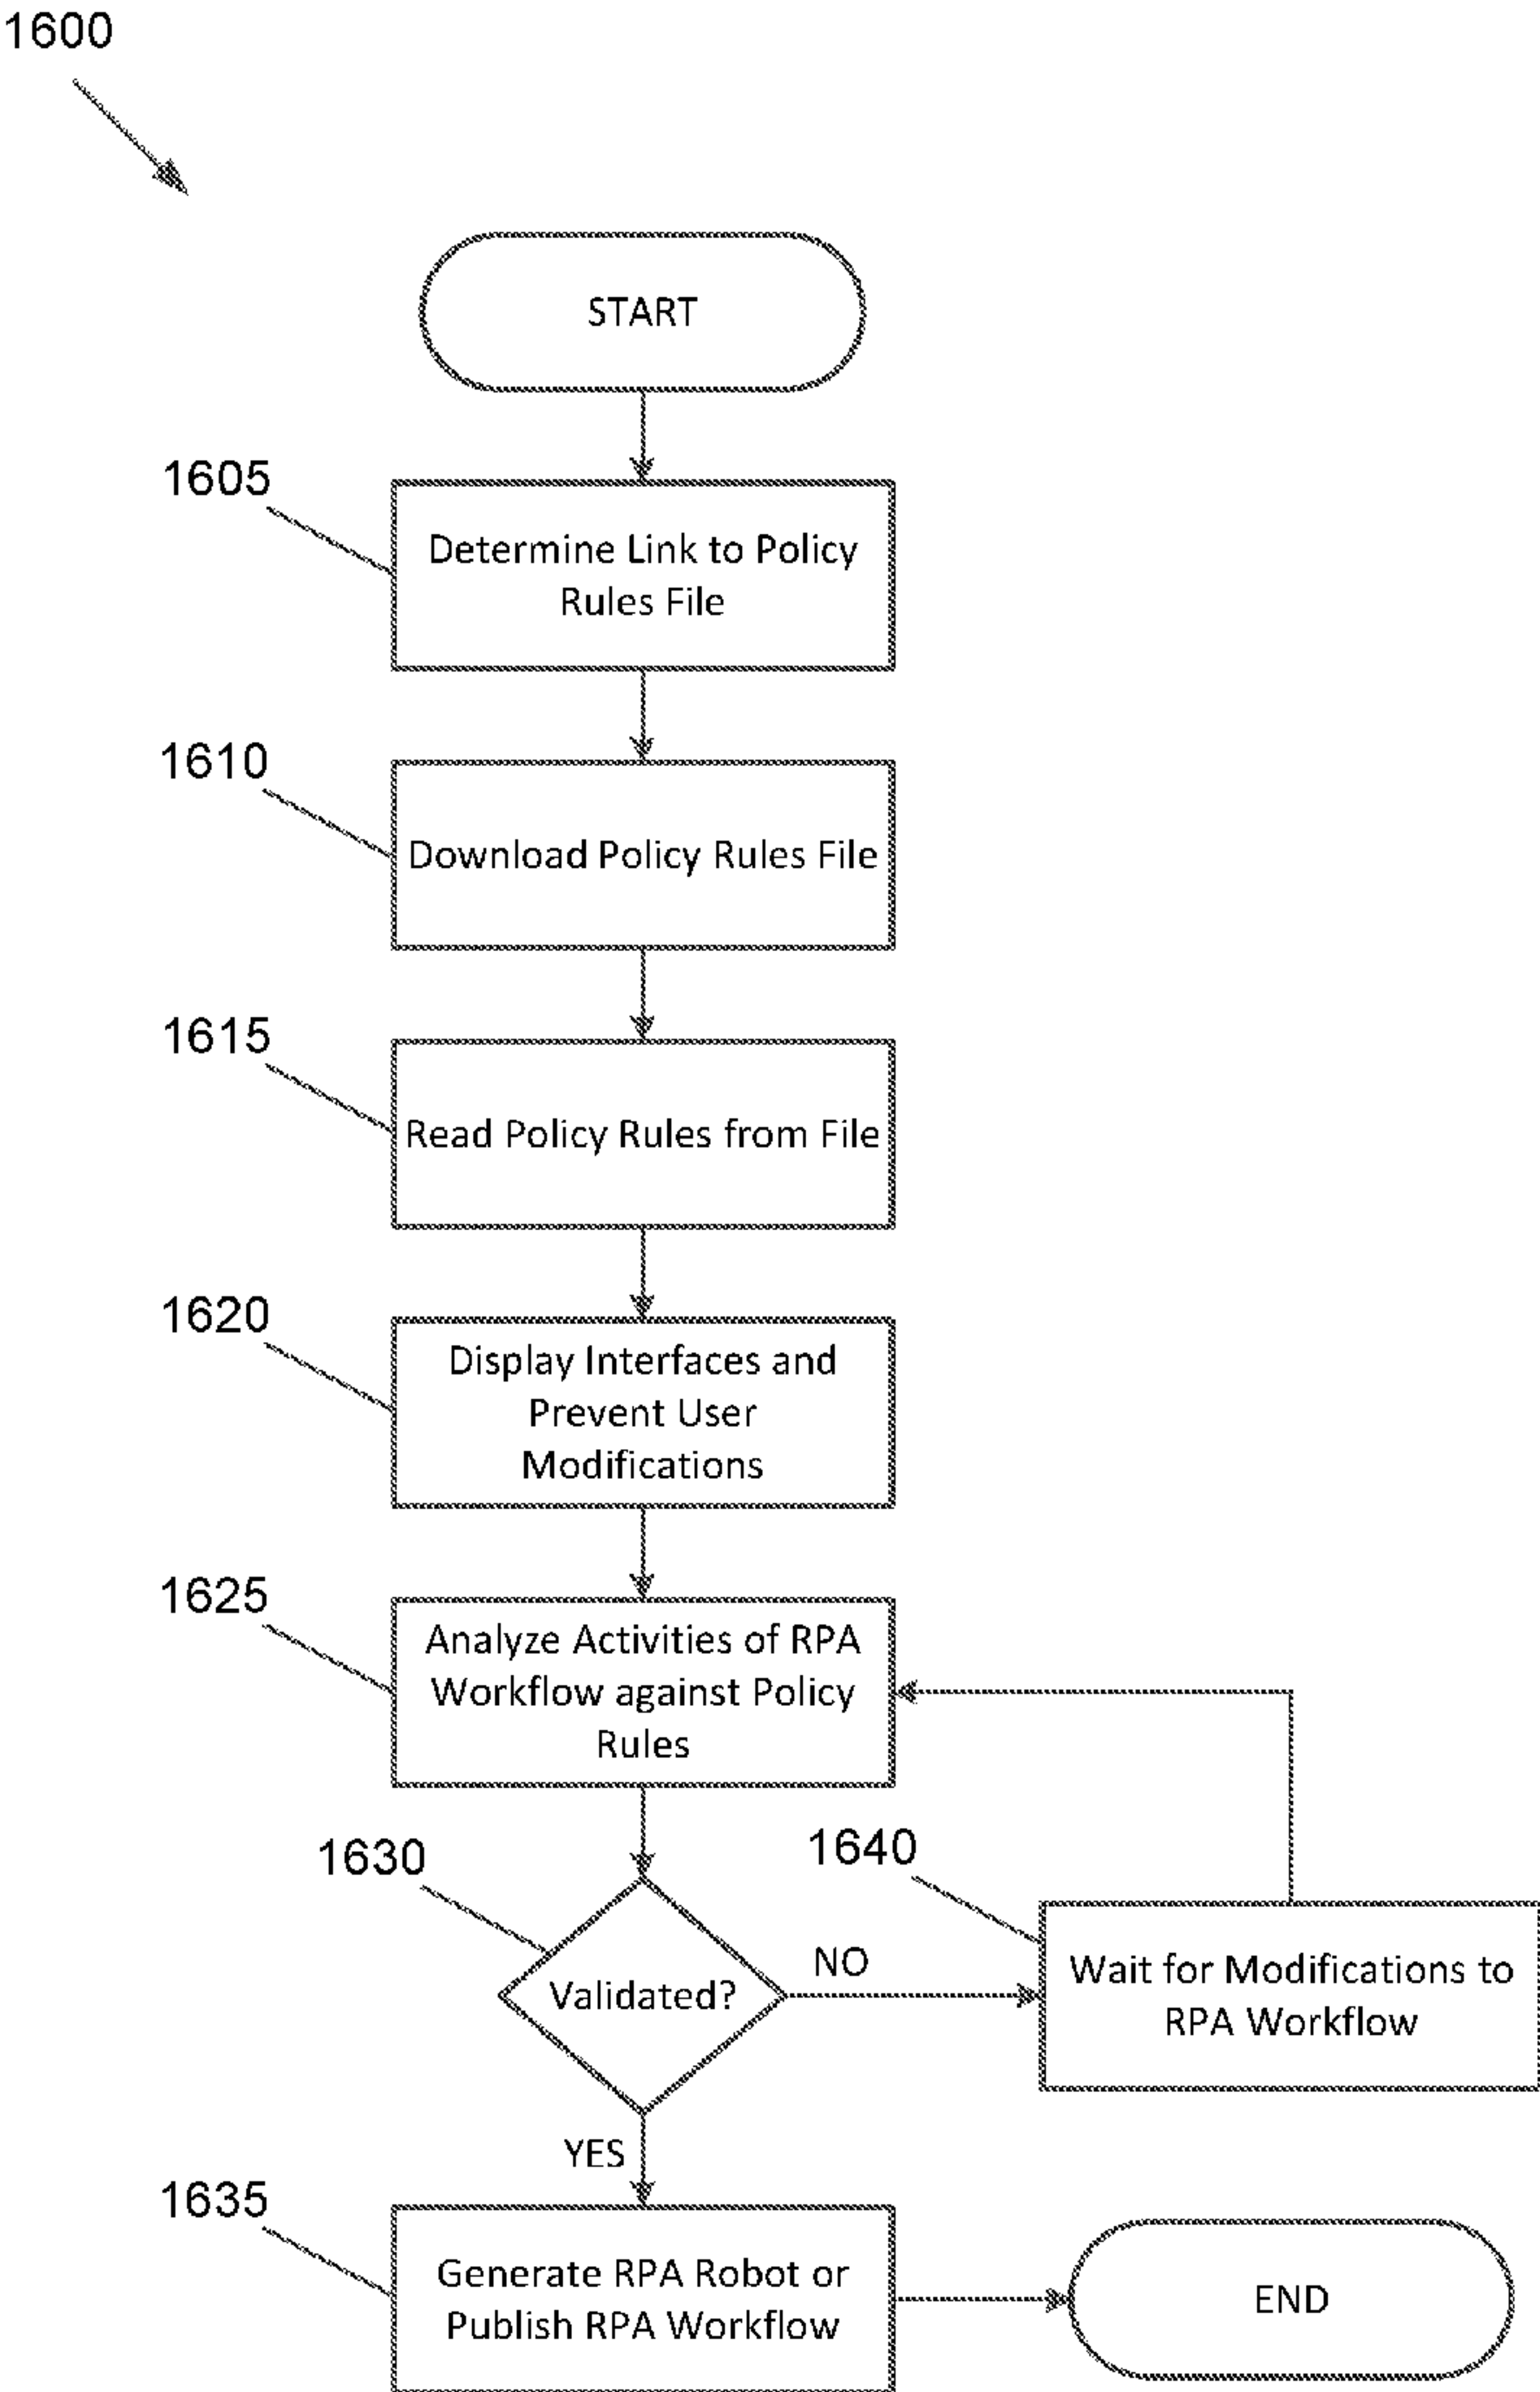 1600
START
1605
Determine Link to Policy
Rules File
1610
Download Policy Rules File
1615
Read Policy Rules from File
1620
Display Interfaces and
Prevent User
Modifications
1625
Analyze Activities of RPA
Workflow against Policy
Rules
1630
Validated?
NO
1640
Wait for Modifications to
RPA Workflow
YES
1635
Generate RPA Robot or
Publish RPA Workflow
END